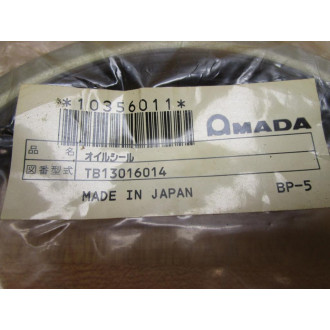 *10356011*
AMADA
品 名 オイルシール
図番型式 TB13016014
MADE IN JAPAN BP-5